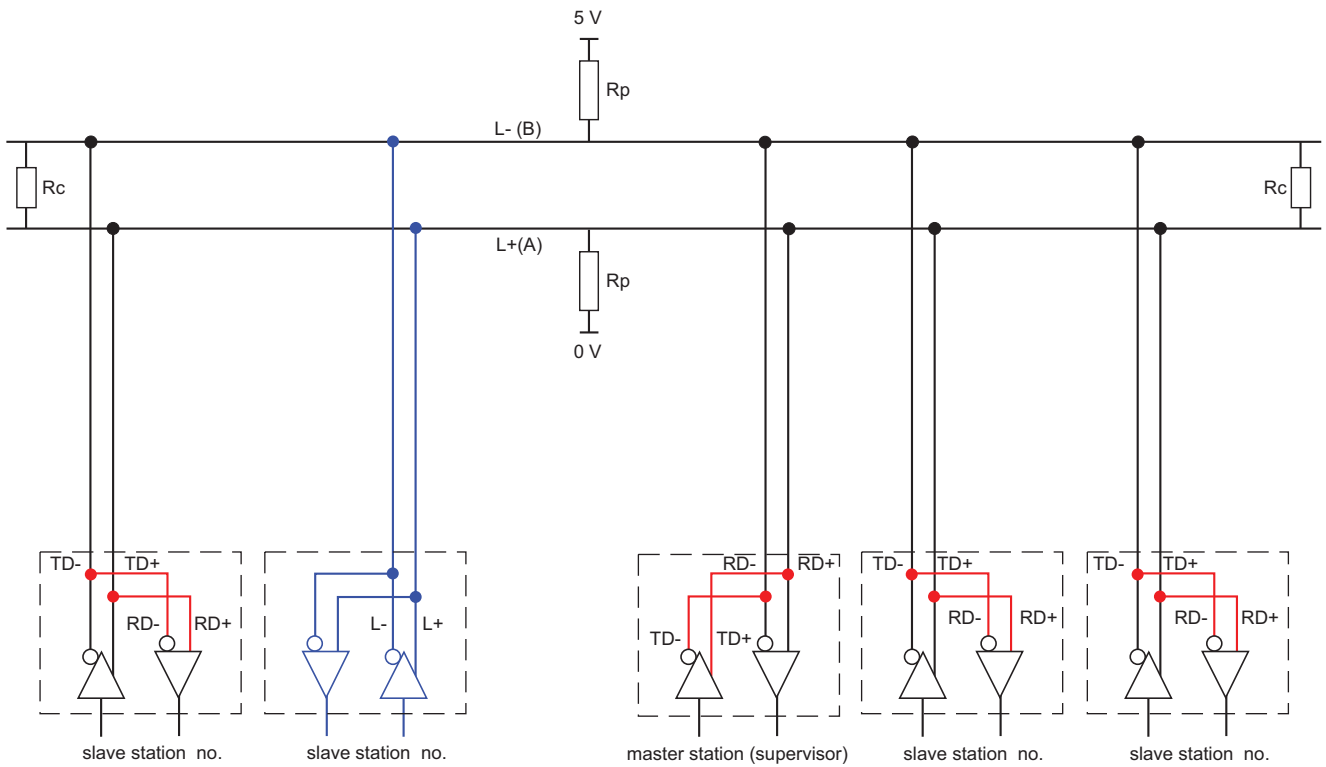 5 V
Rp
L- (B)
Rc
Rc
L+(A)
Rp
0 V
TD- TD+
RD- RD+
L- L+
RD- RD+
TD- TD+
TD- TD+
RD- RD+
TD- TD+
RD- RD+
slave station no.
slave station no.
master station (supervisor)
slave station no.
slave station no.